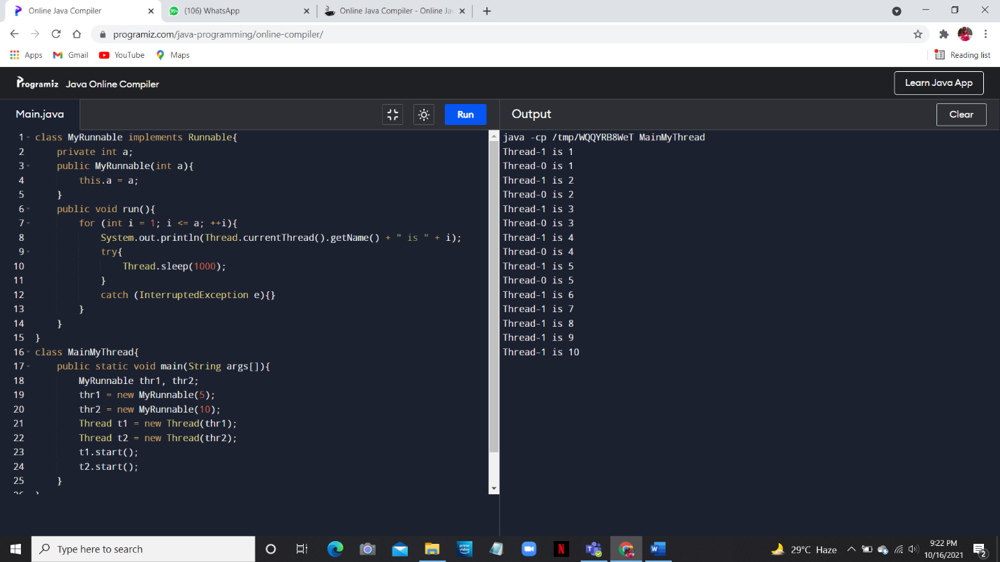 Online Java Compiler
(106) WhatsApp
Online Java Compiler - Online Ja
programiz.com/java-programming/online-compiler/
Apps
Gmail
YouTube
Maps
Reading list
Programiz Java Online Compiler
Learn Java App
Main.java
Run
Output
Clear
1 class MyRunnable implements Runnable{
2 private int a;
3 public MyRunnable(int a){
4 this.a = a;
5 }
6 public void run(){
7 for (int i = 1; i <= a; ++i){
8 System.out.println(Thread.currentThread().getName() + " is " + i);
9 try{
10 Thread.sleep(1000);
11 }
12 catch (InterruptedException e){}
13 }
14 }
15 }
16 class MainMyThread{
17 public static void main(String args[]){
18 MyRunnable thr1, thr2;
19 thr1 = new MyRunnable(5);
20 thr2 = new MyRunnable(10);
21 Thread t1 = new Thread(thr1);
22 Thread t2 = new Thread(thr2);
23 t1.start();
24 t2.start();
25 }
java -cp /tmp/WQQYRB8WeT MainMyThread
Thread-1 is 1
Thread-0 is 1
Thread-1 is 2
Thread-0 is 2
Thread-1 is 3
Thread-0 is 3
Thread-1 is 4
Thread-0 is 4
Thread-1 is 5
Thread-0 is 5
Thread-1 is 6
Thread-1 is 7
Thread-1 is 8
Thread-1 is 9
Thread-1 is 10
Type here to search
29°C Haze
9:22 PM
10/16/2021
2